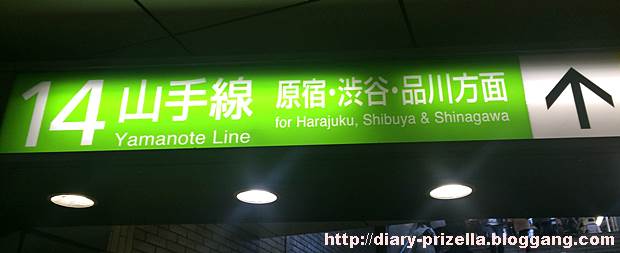 14 山手線 原宿・渋谷・品川方面 ↑
Yamanote Line for Harajuku, Shibuya & Shinagawa
http://diary-prizella.bloggang.com